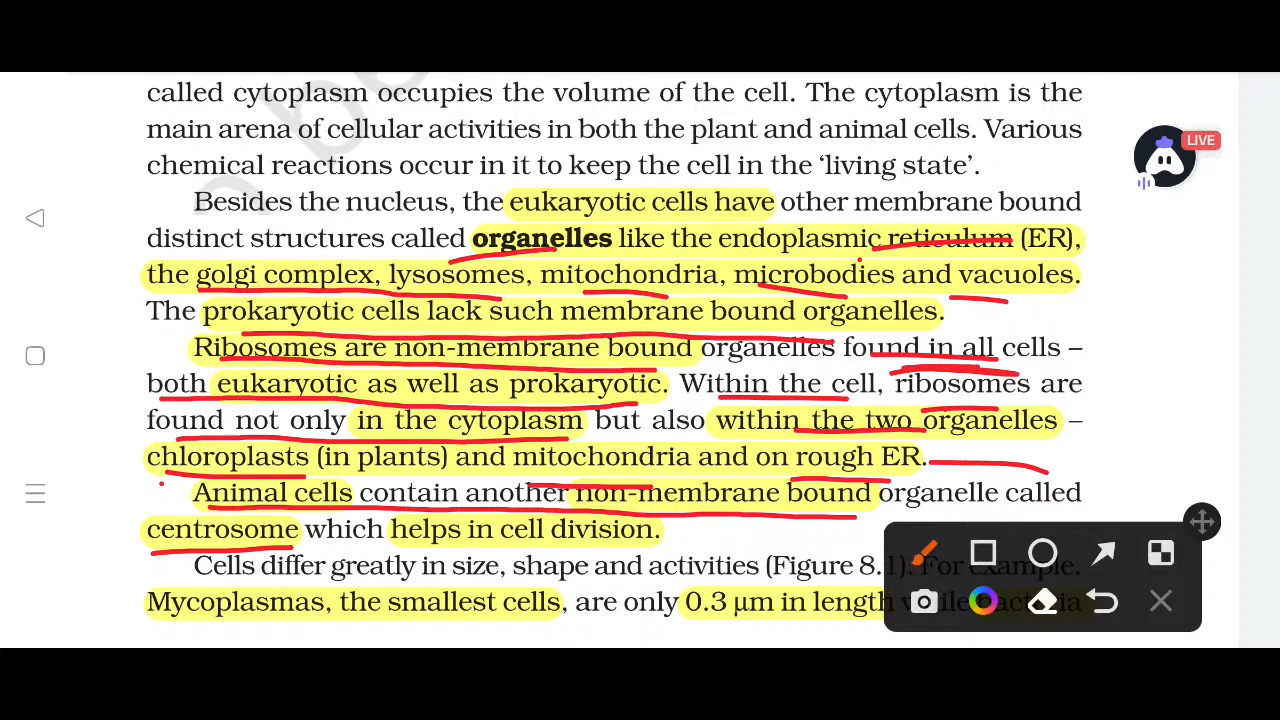 called cytoplasm occupies the volume of the cell. The cytoplasm is the
main arena of cellular activities in both the plant and animal cells. Various
chemical reactions occur in it to keep the cell in the ‘living state’.
Besides the nucleus, the eukaryotic cells have other membrane bound
distinct structures called organelles like the endoplasmic reticulum (ER),
the golgi complex, lysosomes, mitochondria, microbodies and vacuoles.
The prokaryotic cells lack such membrane bound organelles.
Ribosomes are non-membrane bound organelles found in all cells –
both eukaryotic as well as prokaryotic. Within the cell, ribosomes are
found not only in the cytoplasm but also within the two organelles –
chloroplasts (in plants) and mitochondria and on rough ER.
Animal cells contain another non-membrane bound organelle called
centrosome which helps in cell division.
Cells differ greatly in size, shape and activities (Figure 8.1). For example,
Mycoplasmas, the smallest cells, are only 0.3 µm in length while bacteria
LIVE